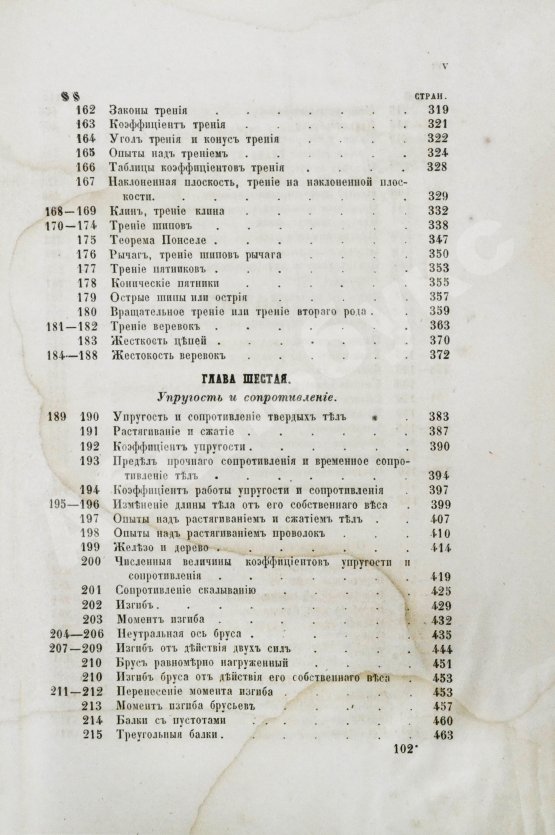 V
§§ СТРАН.
162 Законы тренія . . . . . . 319
163 Коэффиціентъ тренія . . . . . 321
164 Уголъ тренія и конусъ тренія . . . . 322
165 Опыты надъ треніемъ . . . . . 324
166 Таблицы коэффиціентовъ тренія . . . . 328
167 Наклоненная плоскость, треніе на наклоненной плос-
кости . . . . . . . 329
168—169 Клинъ, треніе клина . . . . . 332
170—174 Треніе шиповъ . . . . . . 338
175 Теорема Понселе . . . . . . 347
176 Рычагъ, треніе шиповъ рычага . . . . 350
177 Треніе пятниковъ . . . . . . 353
178 Коническіе пятники . . . . . 355
179 Острые шипы или острія . . . . . 357
180 Вращательное треніе или треніе втораго рода . . 359
181—182 Треніе веревокъ . . . . . . 363
183 Жесткость цѣпей . . . . . . 370
184—188 Жестокость веревокъ . . . . . 372
ГЛАВА ШЕСТАЯ.
Упругость и сопротивленіе.
189 190 Упругость и сопротивленіе твердыхъ тѣлъ . . 383
191 Растягиваніе и сжатіе . . . . . 387
192 Коэффиціентъ упругости . . . . . 390
193 Предѣлъ прочнаго сопротивленія и временное сопро-
тивленіе тѣлъ . . . . . . 394
194 Коэффиціентъ работы упругости и сопротивленія . 397
195—196 Измѣненіе длины тѣла отъ его собственнаго вѣса . 399
197 Опыты надъ растягиваніемъ и сжатіемъ тѣлъ . . 407
198 Опыты надъ растягиваніемъ проволокъ . . . 410
199 Желѣзо и дерево . . . . . . 414
200 Численныя величины коэффиціентовъ упругости и
сопротивленія . . . . . . 419
201 Сопротивленіе скалыванію . . . . . 425
202 Изгибъ . . . . . . . 429
203 Моментъ изгиба . . . . . . 432
204—206 Нейтральная ось бруса . . . . . 435
207—209 Изгибъ отъ дѣйствія двухъ силъ . . . . 444
210 Брусъ равномѣрно нагруженный . . . . 451
210 Изгибъ бруса отъ дѣйствія его собственнаго вѣса . 453
211—212 Перенесеніе момента изгиба . . . . . 453
213 Моментъ изгиба брусьевъ . . . . . 457
214 Балки съ пустотами . . . . . 460
215 Треугольныя балки . . . . . . 463
102*